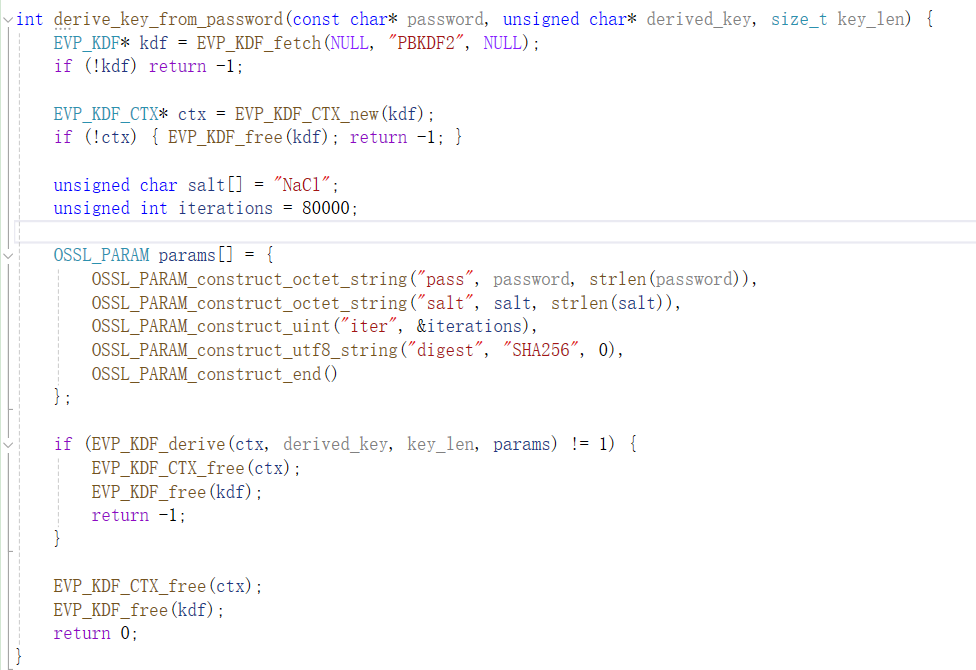 int derive_key_from_password(const char* password, unsigned char* derived_key, size_t key_len) {
    EVP_KDF* kdf = EVP_KDF_fetch(NULL, "PBKDF2", NULL);
    if (!kdf) return -1;

    EVP_KDF_CTX* ctx = EVP_KDF_CTX_new(kdf);
    if (!ctx) { EVP_KDF_free(kdf); return -1; }

    unsigned char salt[] = "NaCl";
    unsigned int iterations = 80000;

    OSSL_PARAM params[] = {
        OSSL_PARAM_construct_octet_string("pass", password, strlen(password)),
        OSSL_PARAM_construct_octet_string("salt", salt, strlen(salt)),
        OSSL_PARAM_construct_uint("iter", &iterations),
        OSSL_PARAM_construct_utf8_string("digest", "SHA256", 0),
        OSSL_PARAM_construct_end()
    };

    if (EVP_KDF_derive(ctx, derived_key, key_len, params) != 1) {
        EVP_KDF_CTX_free(ctx);
        EVP_KDF_free(kdf);
        return -1;
    }

    EVP_KDF_CTX_free(ctx);
    EVP_KDF_free(kdf);
    return 0;
}